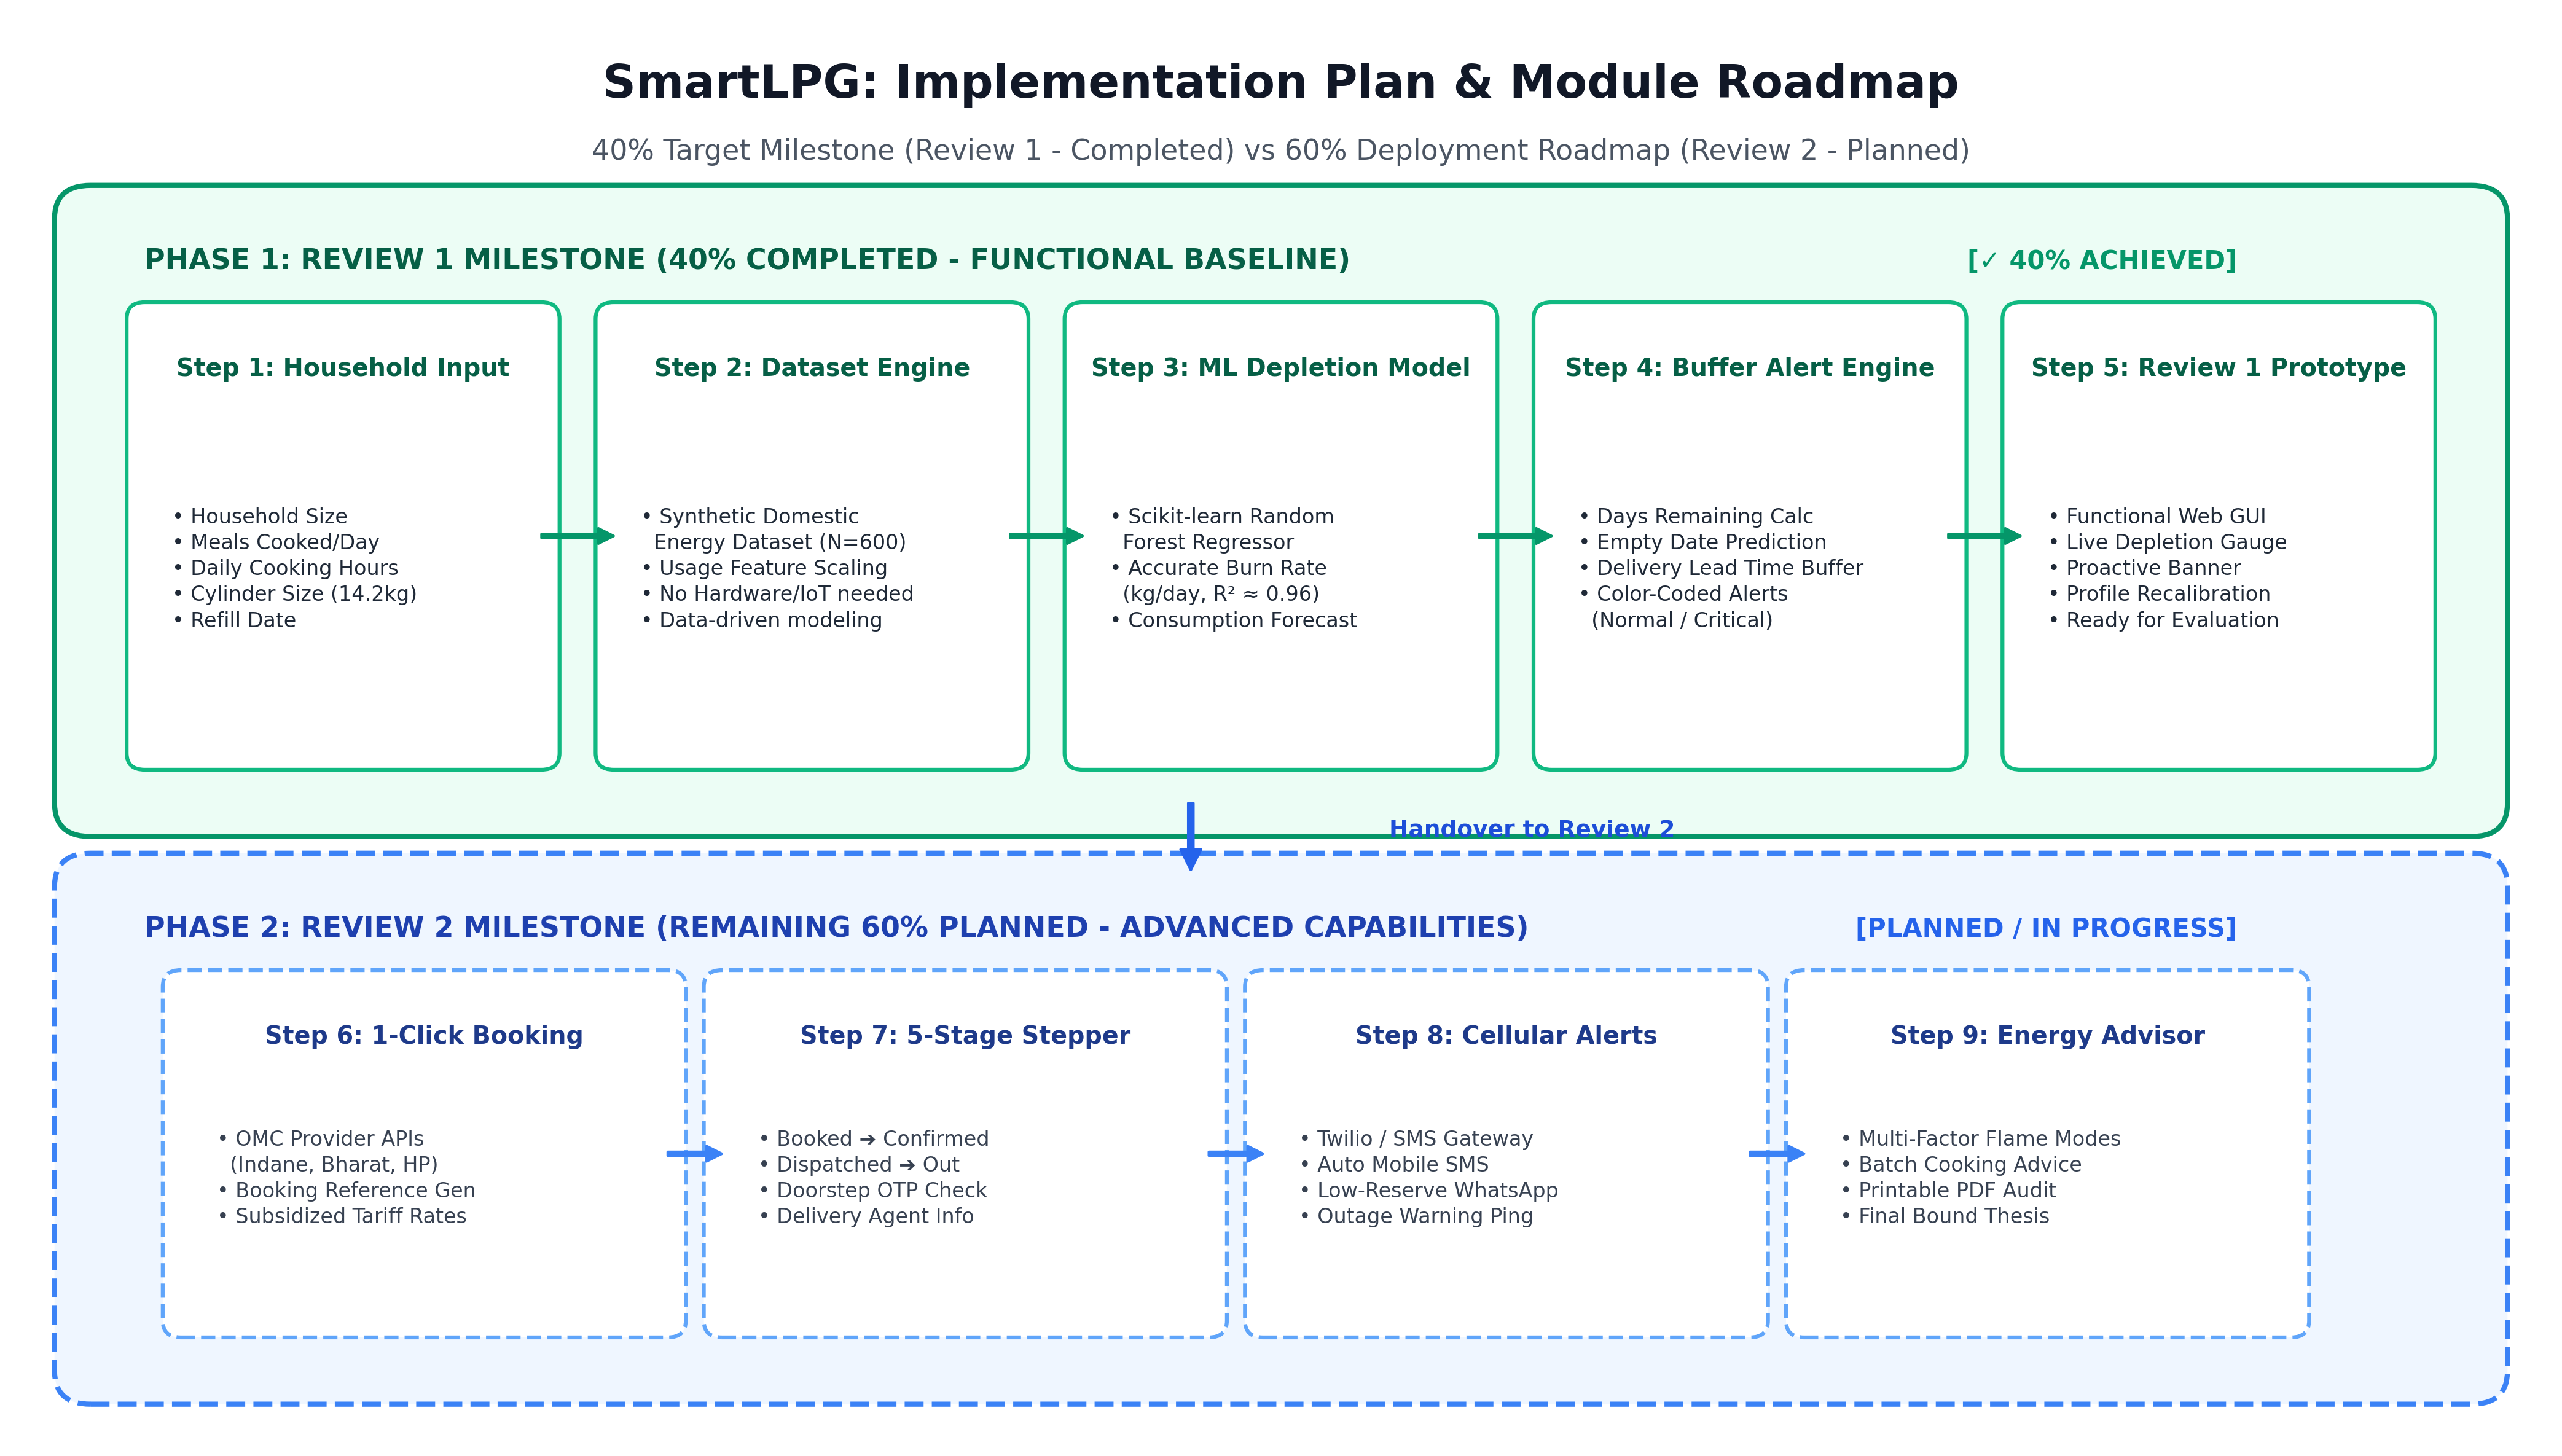 SmartLPG: Implementation Plan & Module Roadmap
40% Target Milestone (Review 1 - Completed) vs 60% Deployment Roadmap (Review 2 - Planned)
PHASE 1: REVIEW 1 MILESTONE (40% COMPLETED - FUNCTIONAL BASELINE)
[✓ 40% ACHIEVED]
Step 1: Household Input
• Household Size
• Meals Cooked/Day
• Daily Cooking Hours
• Cylinder Size (14.2kg)
• Refill Date
Step 2: Dataset Engine
• Synthetic Domestic
Energy Dataset (N=600)
• Usage Feature Scaling
• No Hardware/IoT needed
• Data-driven modeling
Step 3: ML Depletion Model
• Scikit-learn Random
Forest Regressor
• Accurate Burn Rate
(kg/day, R² ≈ 0.96)
• Consumption Forecast
Step 4: Buffer Alert Engine
• Days Remaining Calc
• Empty Date Prediction
• Delivery Lead Time Buffer
• Color-Coded Alerts
(Normal / Critical)
Step 5: Review 1 Prototype
• Functional Web GUI
• Live Depletion Gauge
• Proactive Banner
• Profile Recalibration
• Ready for Evaluation
Handover to Review 2
PHASE 2: REVIEW 2 MILESTONE (REMAINING 60% PLANNED - ADVANCED CAPABILITIES)
[PLANNED / IN PROGRESS]
Step 6: 1-Click Booking
• OMC Provider APIs
(Indane, Bharat, HP)
• Booking Reference Gen
• Subsidized Tariff Rates
Step 7: 5-Stage Stepper
• Booked ➔ Confirmed
• Dispatched ➔ Out
• Doorstep OTP Check
• Delivery Agent Info
Step 8: Cellular Alerts
• Twilio / SMS Gateway
• Auto Mobile SMS
• Low-Reserve WhatsApp
• Outage Warning Ping
Step 9: Energy Advisor
• Multi-Factor Flame Modes
• Batch Cooking Advice
• Printable PDF Audit
• Final Bound Thesis